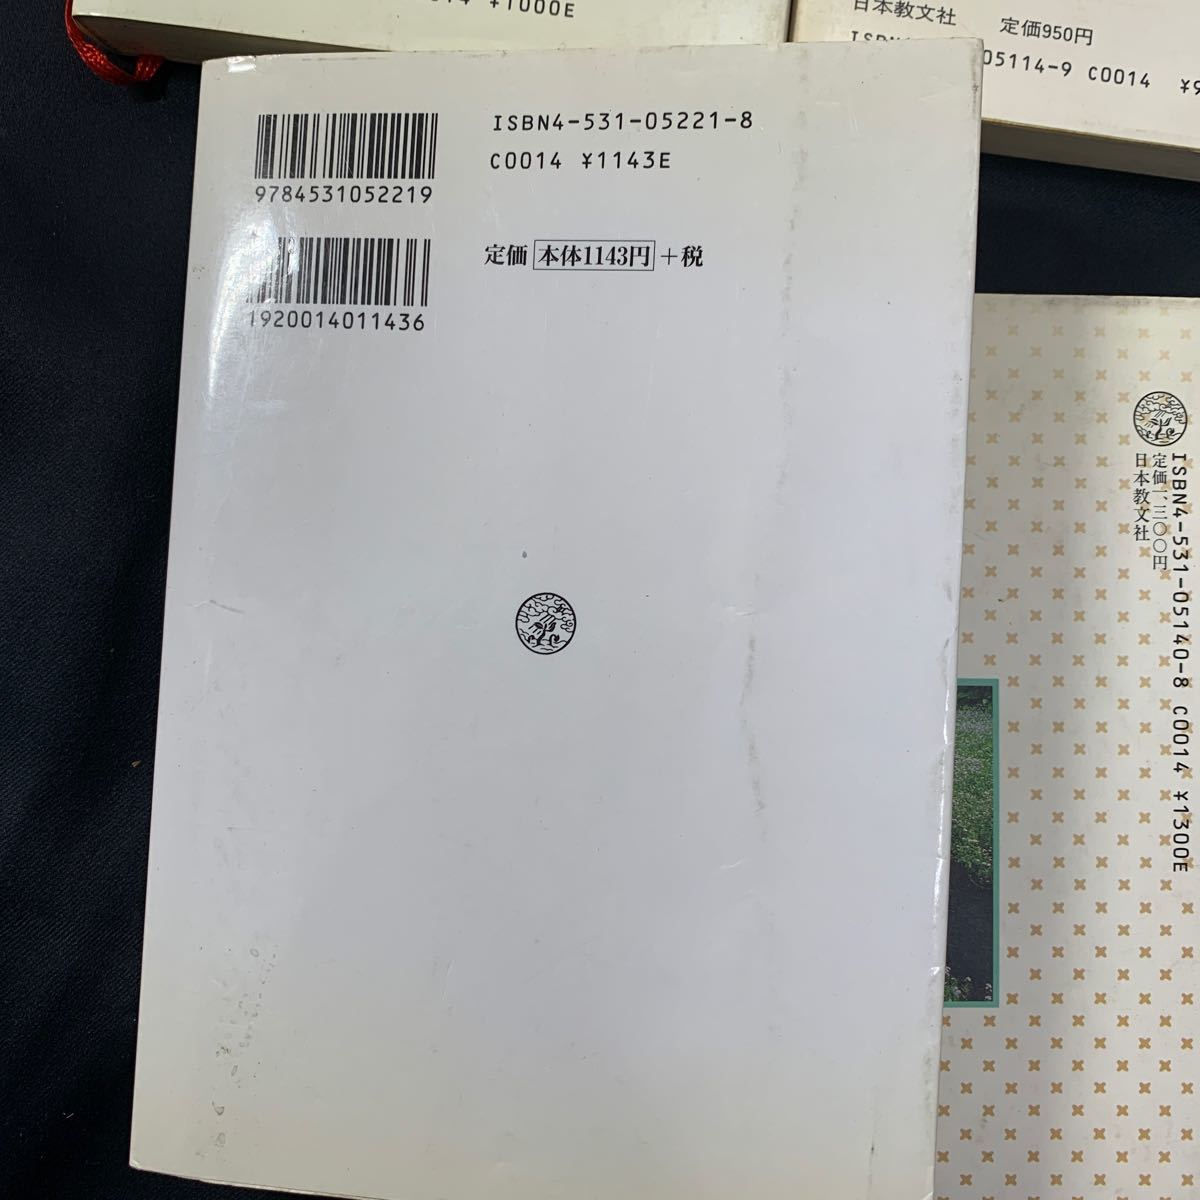 ¥1000E
日本教文社 定価950円
05114-9 C0014
ISBN4-531-05221-8
C0014 ¥1143E
9784531052219
定価 本体1143円+税
1920014011436
ISBN4-531-05140-8 C0014 ¥1300E
定価一、三〇〇円
日本教文社